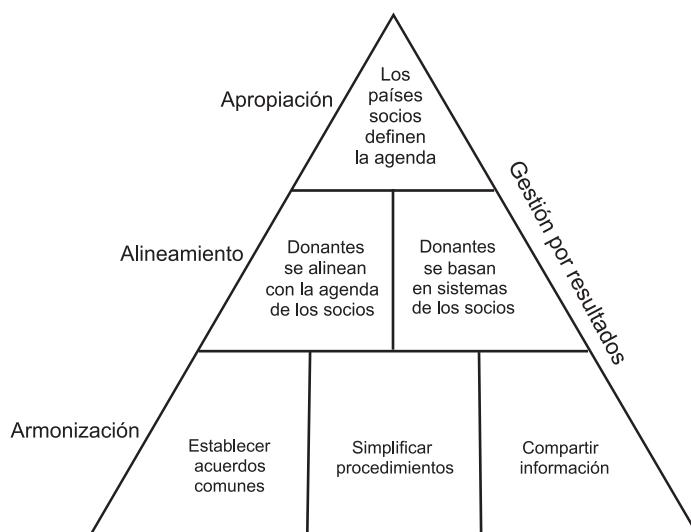 Apropiación
Los
países
socios
definen
la agenda
Gestión por resultados
Alineamiento
Donantes
se alinean
con la agenda
de los socios
Donantes
se basan
en sistemas
de los socios
Armonización
Establecer
acuerdos
comunes
Simplificar
procedimientos
Compartir
información